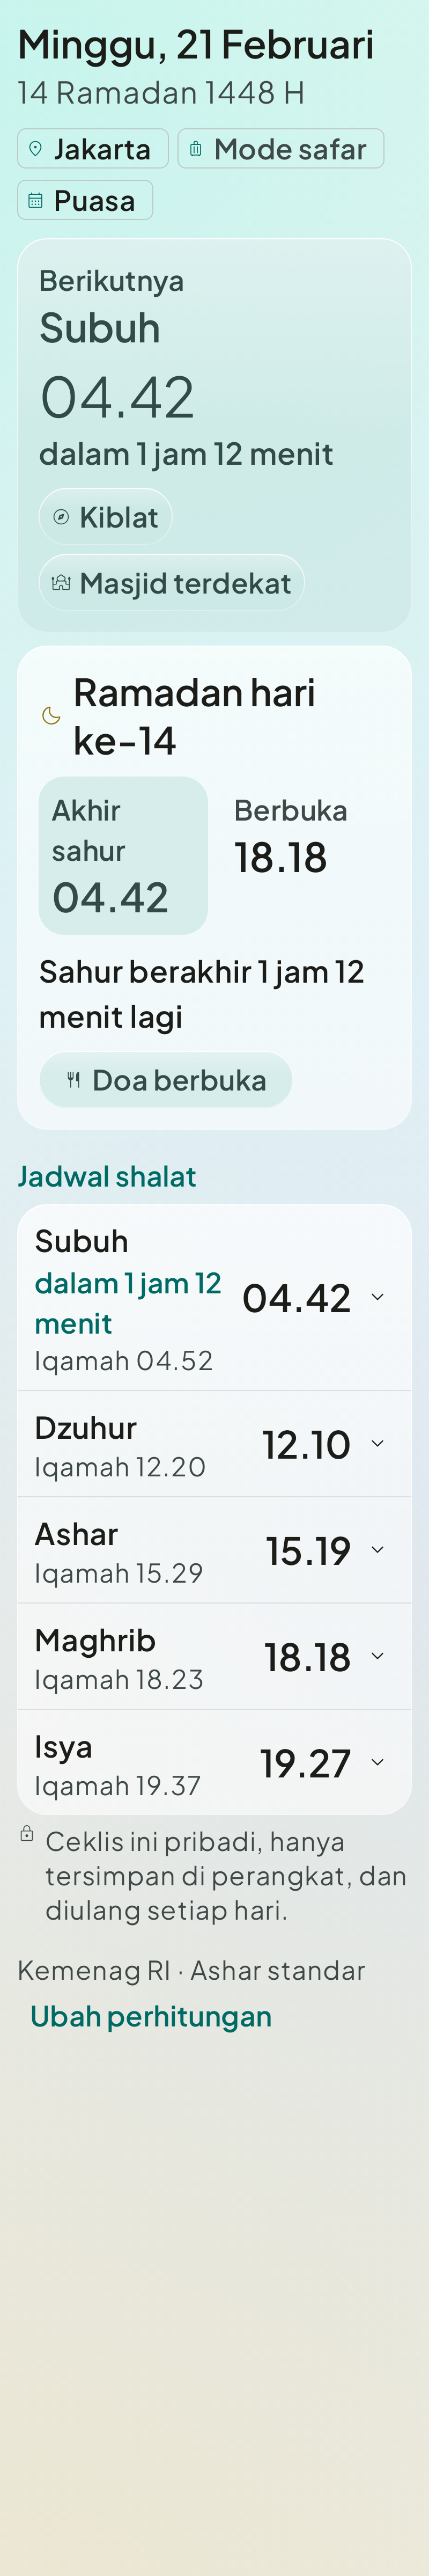 Minggu, 21 Februari
14 Ramadan 1448 H
Jakarta
Mode safar
Puasa
Berikutnya
Subuh
04.42
dalam 1 jam 12 menit
Kiblat
Masjid terdekat
Ramadan hari
ke-14
Akhir
sahur
04.42
Berbuka
18.18
Sahur berakhir 1 jam 12
menit lagi
Doa berbuka
Jadwal shalat
Subuh
dalam 1 jam 12
menit
Iqamah 04.52
04.42
Dzuhur
Iqamah 12.20
12.10
Ashar
Iqamah 15.29
15.19
Maghrib
Iqamah 18.23
18.18
Isya
Iqamah 19.37
19.27
Ceklis ini pribadi, hanya
tersimpan di perangkat, dan
diulang setiap hari.
Kemenag RI · Ashar standar
Ubah perhitungan